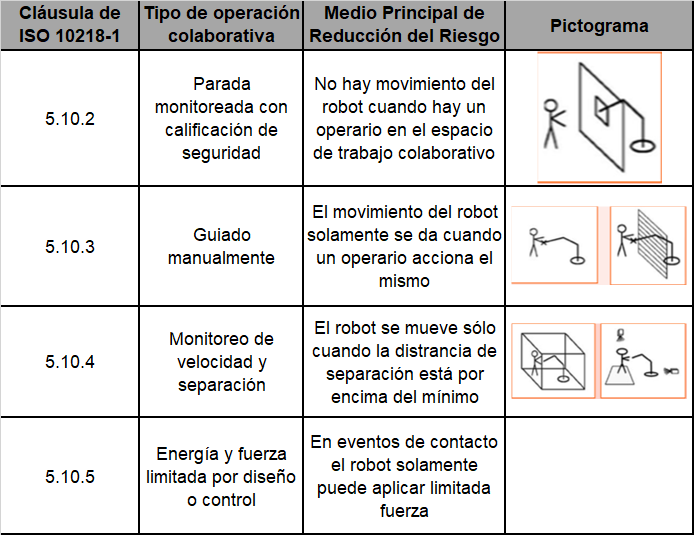 Cláusula de
ISO 10218-1
Tipo de operación
colaborativa
Medio Principal de
Reducción del Riesgo
Pictograma
5.10.2
Parada
monitoreada con
calificación de
seguridad
No hay movimiento del
robot cuando hay un
operario en el espacio
de trabajo colaborativo
5.10.3
Guiado
manualmente
El movimiento del robot
solamente se da cuando
un operario acciona el
mismo
5.10.4
Monitoreo de
velocidad y
separación
El robot se mueve sólo
cuando la distrancia de
separación está por
encima del mínimo
5.10.5
Energía y fuerza
limitada por diseño
o control
En eventos de contacto
el robot solamente
puede aplicar limitada
fuerza